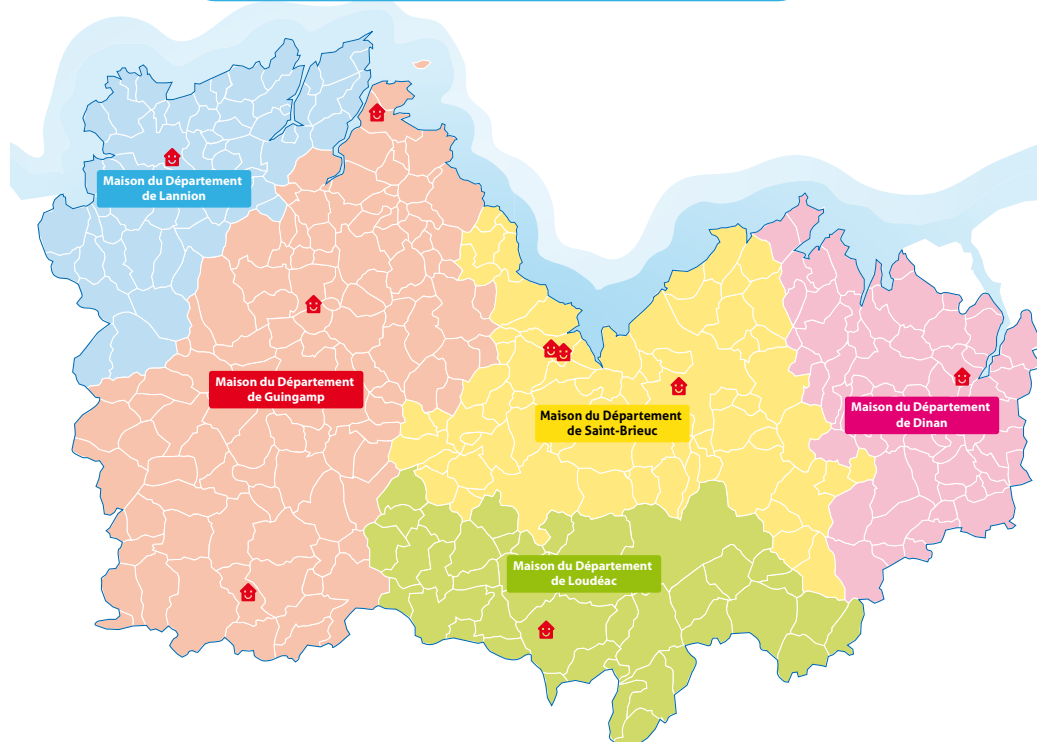 Maison du Département
de Lannion
Maison du Département
de Guingamp
Maison du Département
de Saint-Brieuc
Maison du Département
de Dinan
Maison du Département
de Loudéac